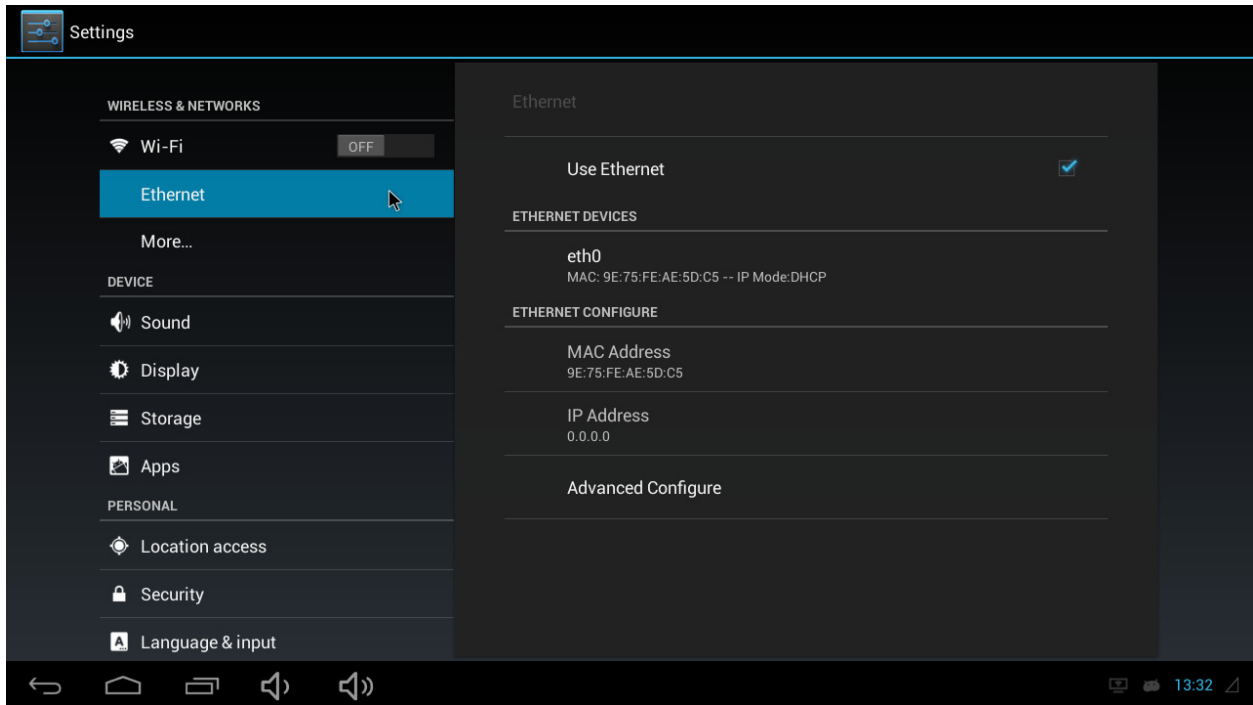 Settings
WIRELESS & NETWORKS
Wi-Fi
OFF
Ethernet
More...
DEVICE
Sound
Display
Storage
Apps
PERSONAL
Location access
Security
Language & input
Ethernet
Use Ethernet
ETHERNET DEVICES
eth0
MAC: 9E:75:FE:AE:5D:C5 -- IP Mode:DHCP
ETHERNET CONFIGURE
MAC Address
9E:75:FE:AE:5D:C5
IP Address
0.0.0.0
Advanced Configure
13:32